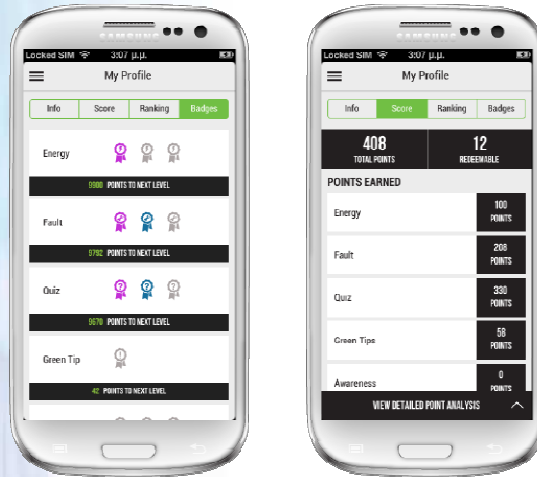 Locked SIM 3:07 μ.μ.
My Profile
Info Score Ranking Badges
Energy
9900 POINTS TO NEXT LEVEL
Fault
9792 POINTS TO NEXT LEVEL
Quiz
9670 POINTS TO NEXT LEVEL
Green Tip
42 POINTS TO NEXT LEVEL
Locked SIM 3:07 μ.μ.
My Profile
Info Score Ranking Badges
408 12
TOTAL POINTS REDEEMABLE
POINTS EARNED
Energy 100 POINTS
Fault 208 POINTS
Quiz 330 POINTS
Green Tips 58 POINTS
Awareness 0 POINTS
VIEW DETAILED POINT ANALYSIS